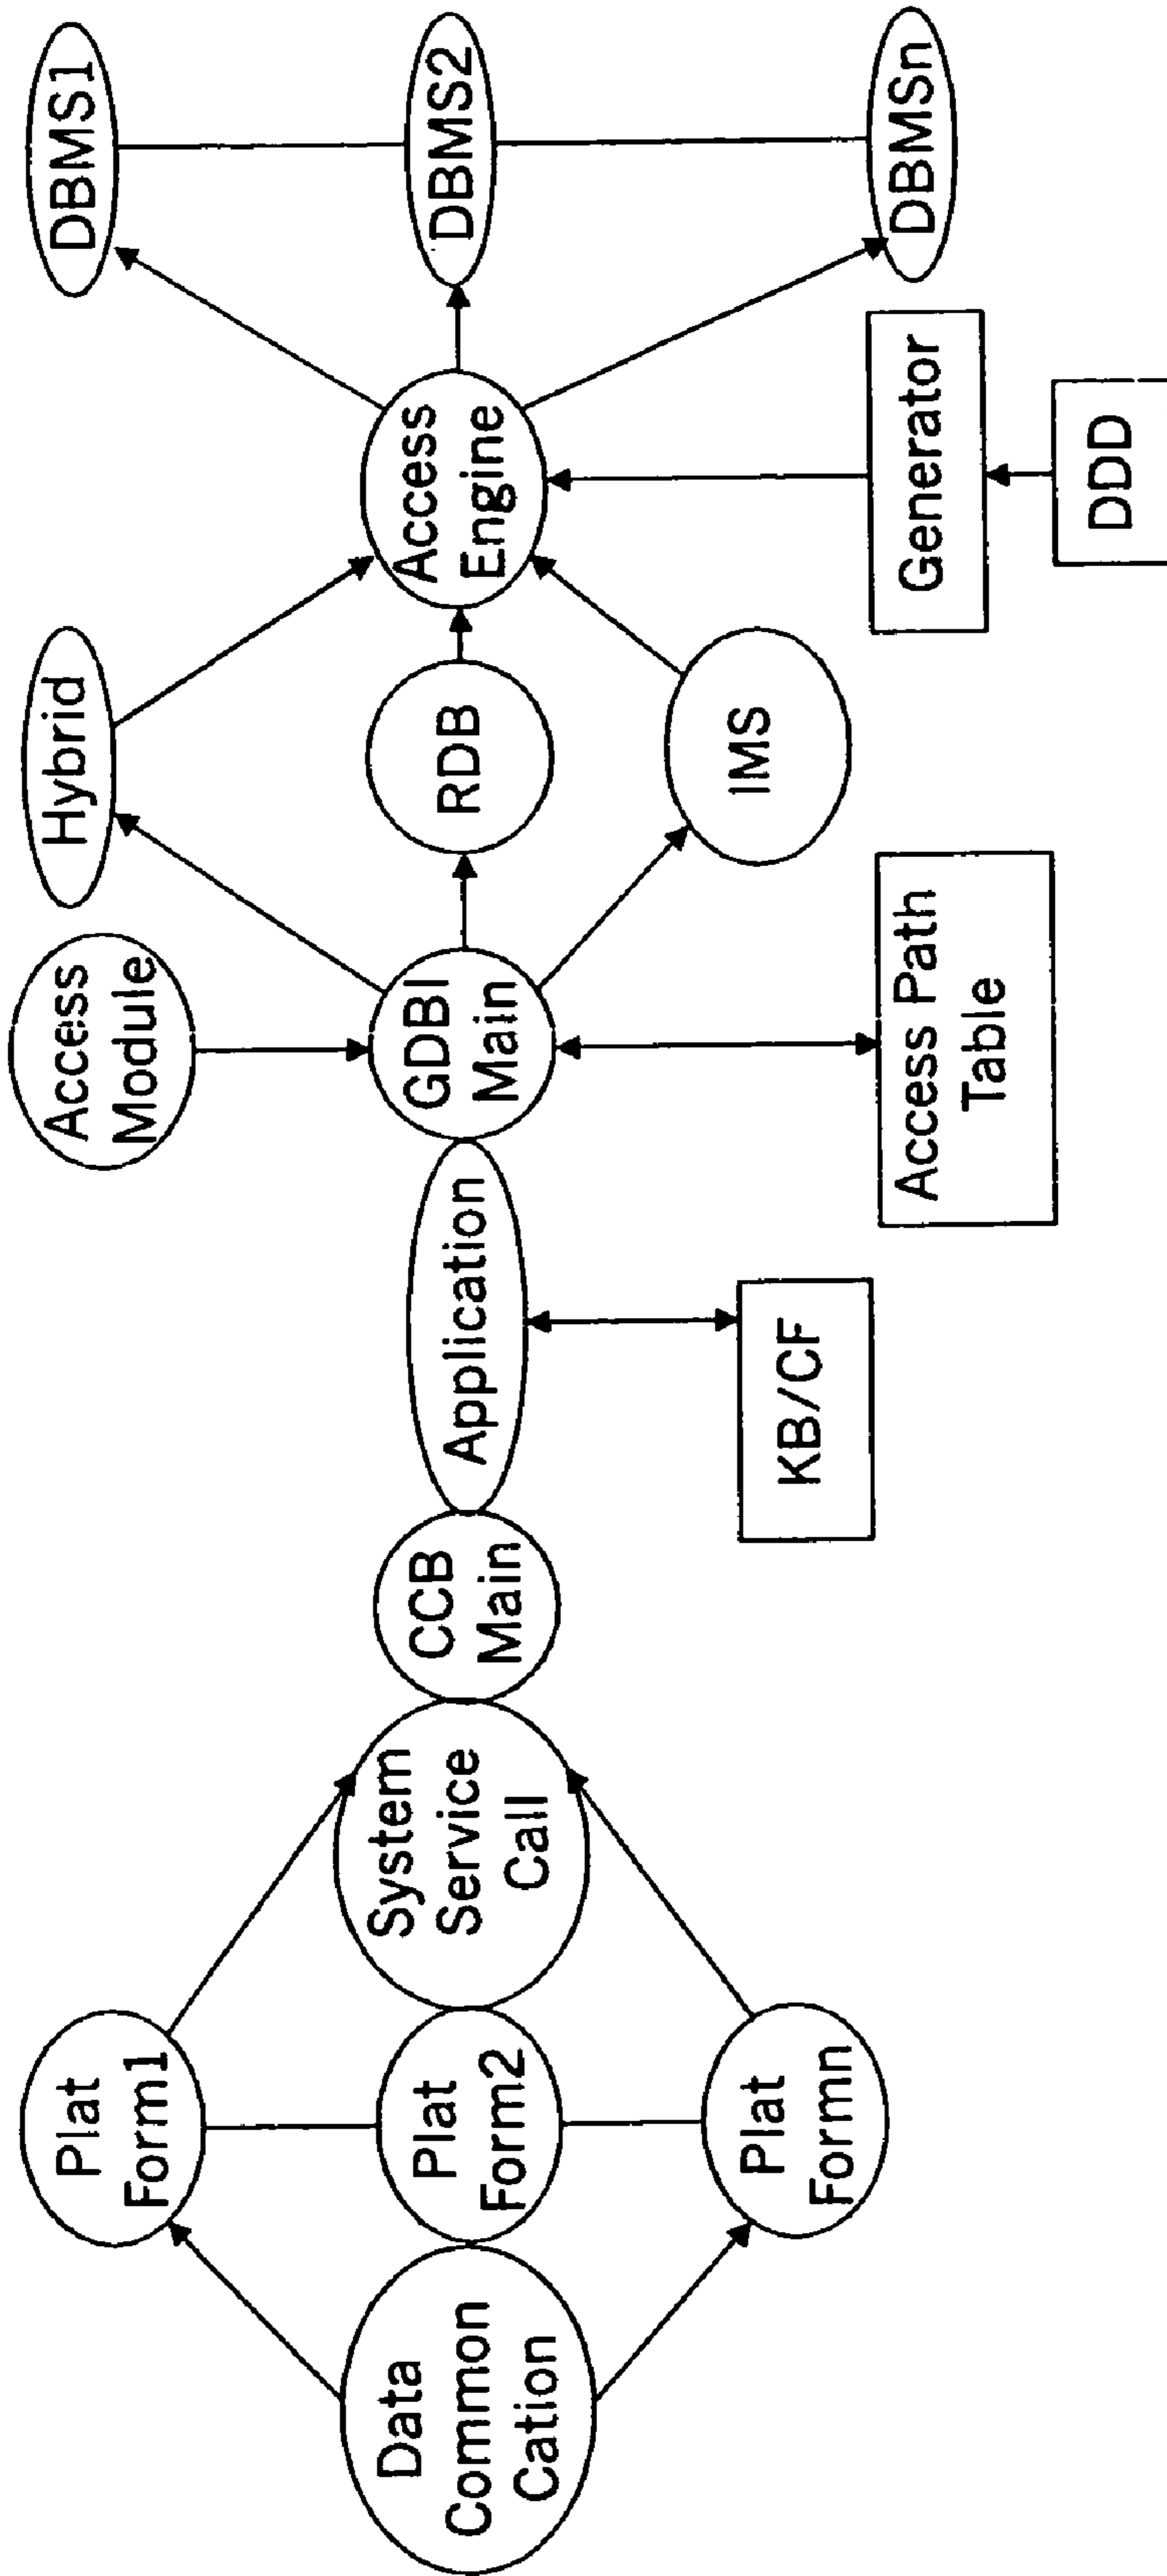 Data
Common
Cation
Plat
Form1
Plat
Form2
Plat
Formn
System
Service
Call
CCB
Main
Application
KB/CF
Access
Module
GDBI
Main
Access Path
Table
Hybrid
RDB
IMS
Access
Engine
Generator
DDD
DBMS1
DBMS2
DBMSn